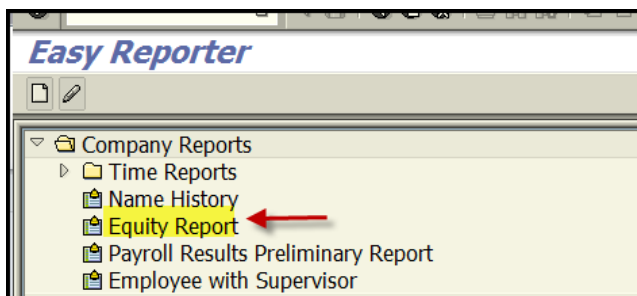 Easy Reporter
Company Reports
Time Reports
Name History
Equity Report
Payroll Results Preliminary Report
Employee with Supervisor